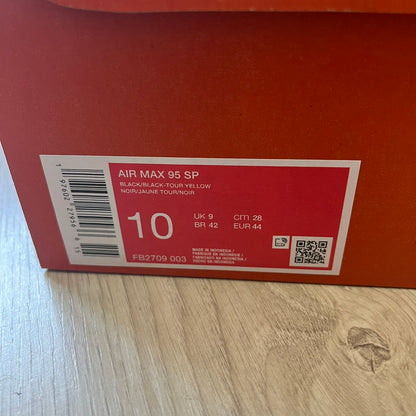 AIR MAX 95 SP
BLACK/BLACK-TOUR YELLOW
NOIR/JAUNE TOUR/NOIR
10
UK 9 cm 28
BR 42 EUR 44
MADE IN INDONESIA /
FABRIQUÉ EN INDONÉSIE /
FABRICADO EN INDONESIA /
FB2709 003